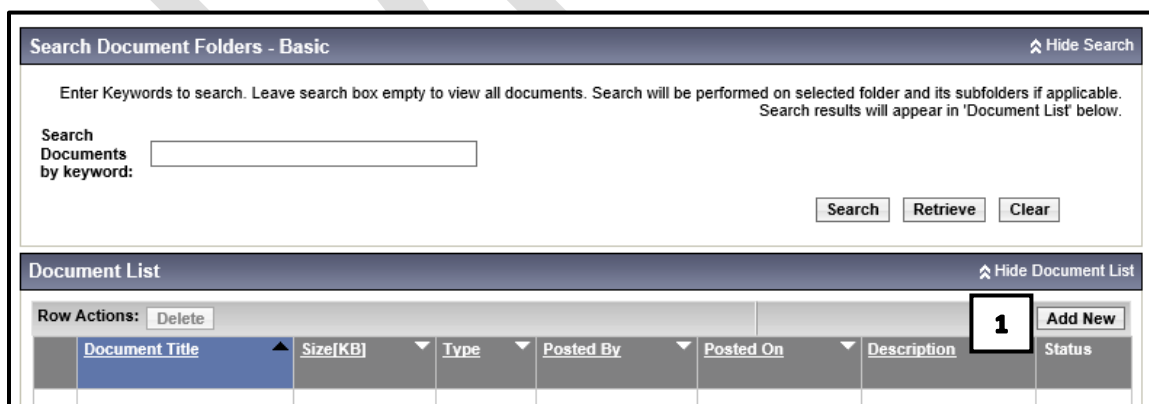 Search Document Folders - Basic
Hide Search
Enter Keywords to search. Leave search box empty to view all documents. Search will be performed on selected folder and its subfolders if applicable.
Search results will appear in 'Document List' below.
Search
Documents
by keyword:
Search Retrieve Clear
Document List
Hide Document List
Row Actions: Delete
1
Add New
Document Title Size[KB] Type Posted By Posted On Description Status